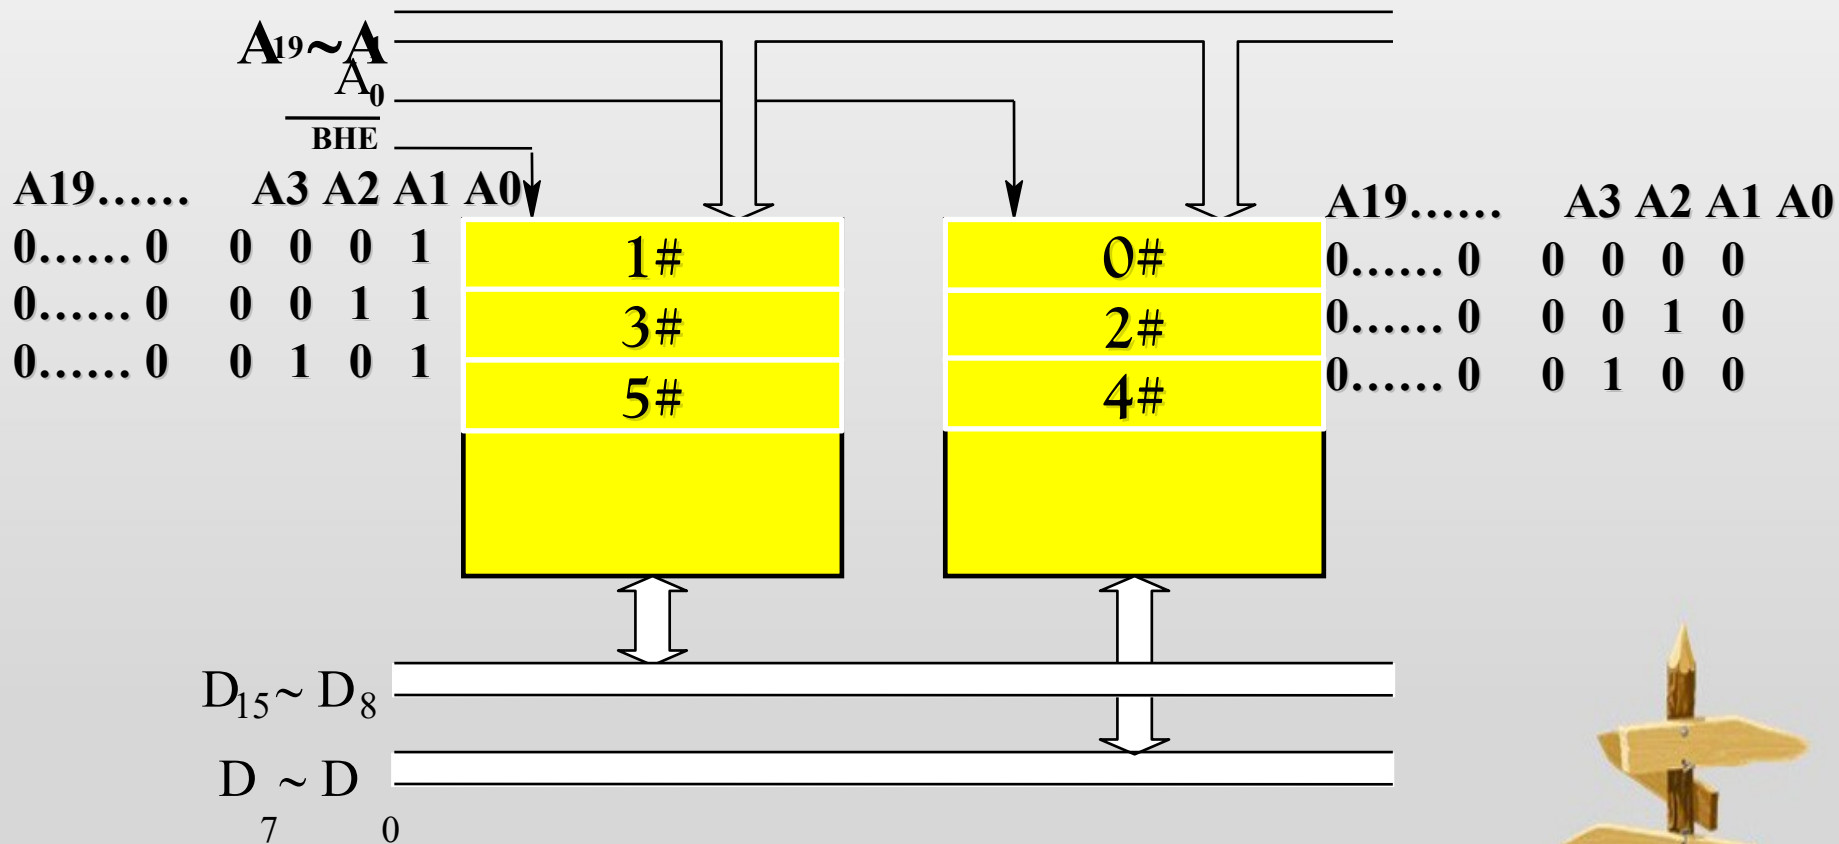 A19~A1
A0
BHE
A19...... A3 A2 A1 A0
0...... 0 0 0 0 1
0...... 0 0 0 1 1
0...... 0 0 1 0 1
1#
3#
5#
0#
2#
4#
A19...... A3 A2 A1 A0
0...... 0 0 0 0 0
0...... 0 0 0 1 0
0...... 0 0 1 0 0
D15~ D8
D ~ D
7 0